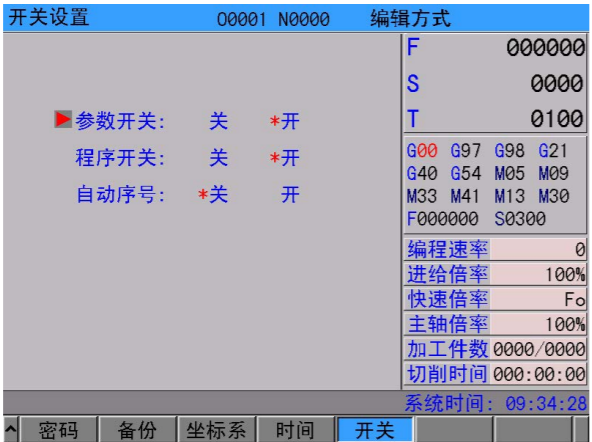 开关设置 O0001 N0000 编辑方式
参数开关: 关 *开
程序开关: 关 *开
自动序号: *关 开
F 000000
S 0000
T 0100
G00 G97 G98 G21
G40 G54 M05 M09
M33 M41 M13 M30
F000000 S0300
编程速率 0
进给倍率 100%
快速倍率 Fo
主轴倍率 100%
加工件数 0000/0000
切削时间 000:00:00
系统时间: 09:34:28
^ 密码 备份 坐标系 时间 开关